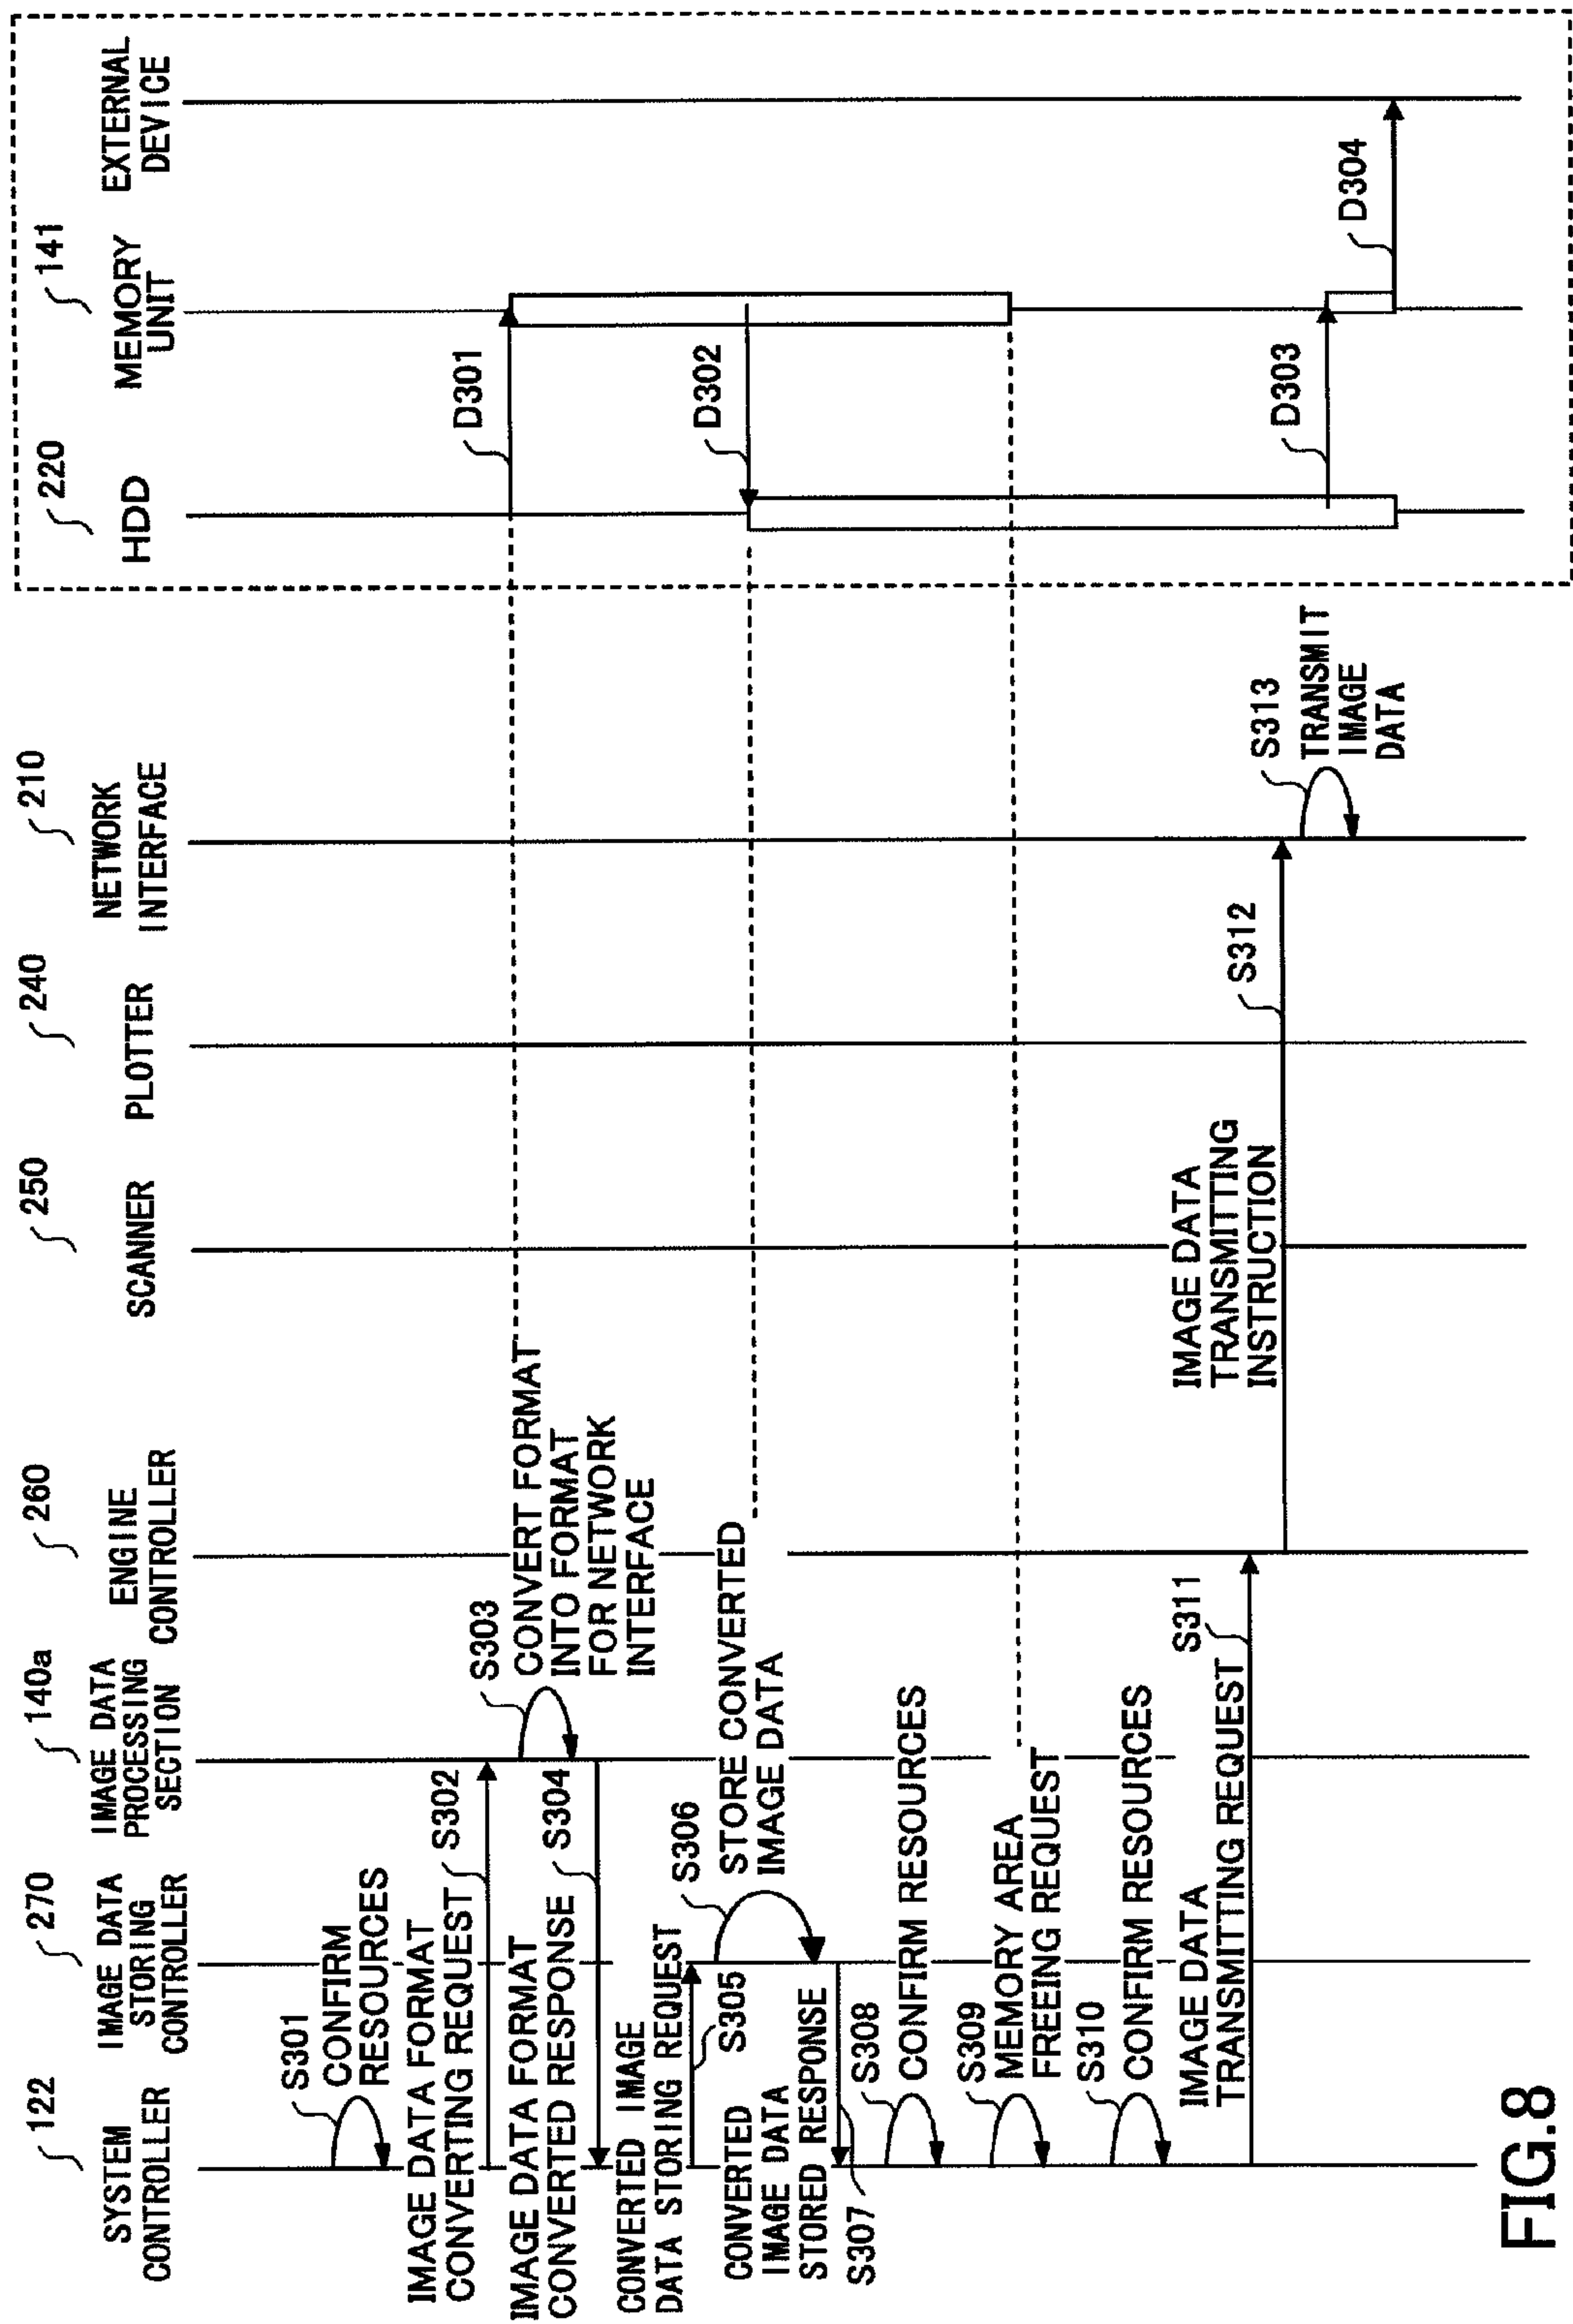 122
SYSTEM
CONTROLLER
270
IMAGE DATA
STORING
CONTROLLER
140a
IMAGE DATA
PROCESSING
SECTION
260
ENGINE
CONTROLLER
250
SCANNER
240
PLOTTER
210
NETWORK
INTERFACE
220
HDD
141
MEMORY
UNIT
EXTERNAL
DEVICE
S301
CONFIRM
RESOURCES
IMAGE DATA FORMAT
CONVERTING REQUEST
S302
S303
CONVERT FORMAT
INTO FORMAT
FOR NETWORK
INTERFACE
D301
IMAGE DATA FORMAT
CONVERTED RESPONSE
S304
CONVERTED IMAGE
DATA STORING REQUEST
S305
S306
STORE CONVERTED
IMAGE DATA
D302
CONVERTED
IMAGE DATA
STORED RESPONSE
S307
S308
CONFIRM RESOURCES
S309
MEMORY AREA
FREEING REQUEST
S310
CONFIRM RESOURCES
IMAGE DATA
TRANSMITTING REQUEST
S311
IMAGE DATA
TRANSMITTING
INSTRUCTION
S312
S313
TRANSMIT
IMAGE
DATA
D303
D304
FIG.8